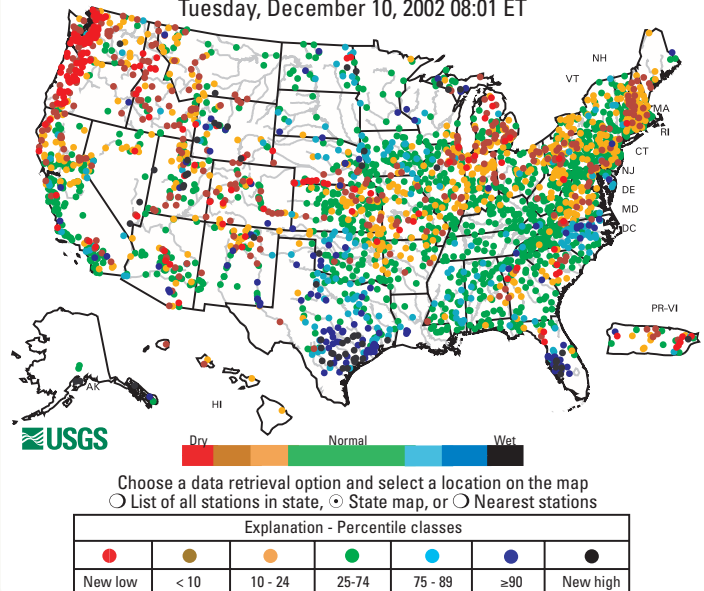 Tuesday, December 10, 2002 08:01 ET
NH
VT
MA
RI
CT
NJ
DE
MD
DC
PR-VI
AK
HI
USGS
Dry Normal Wet
Choose a data retrieval option and select a location on the map
List of all stations in state, State map, or Nearest stations
Explanation - Percentile classes
New low < 10 10 - 24 25-74 75 - 89 ≥90 New high